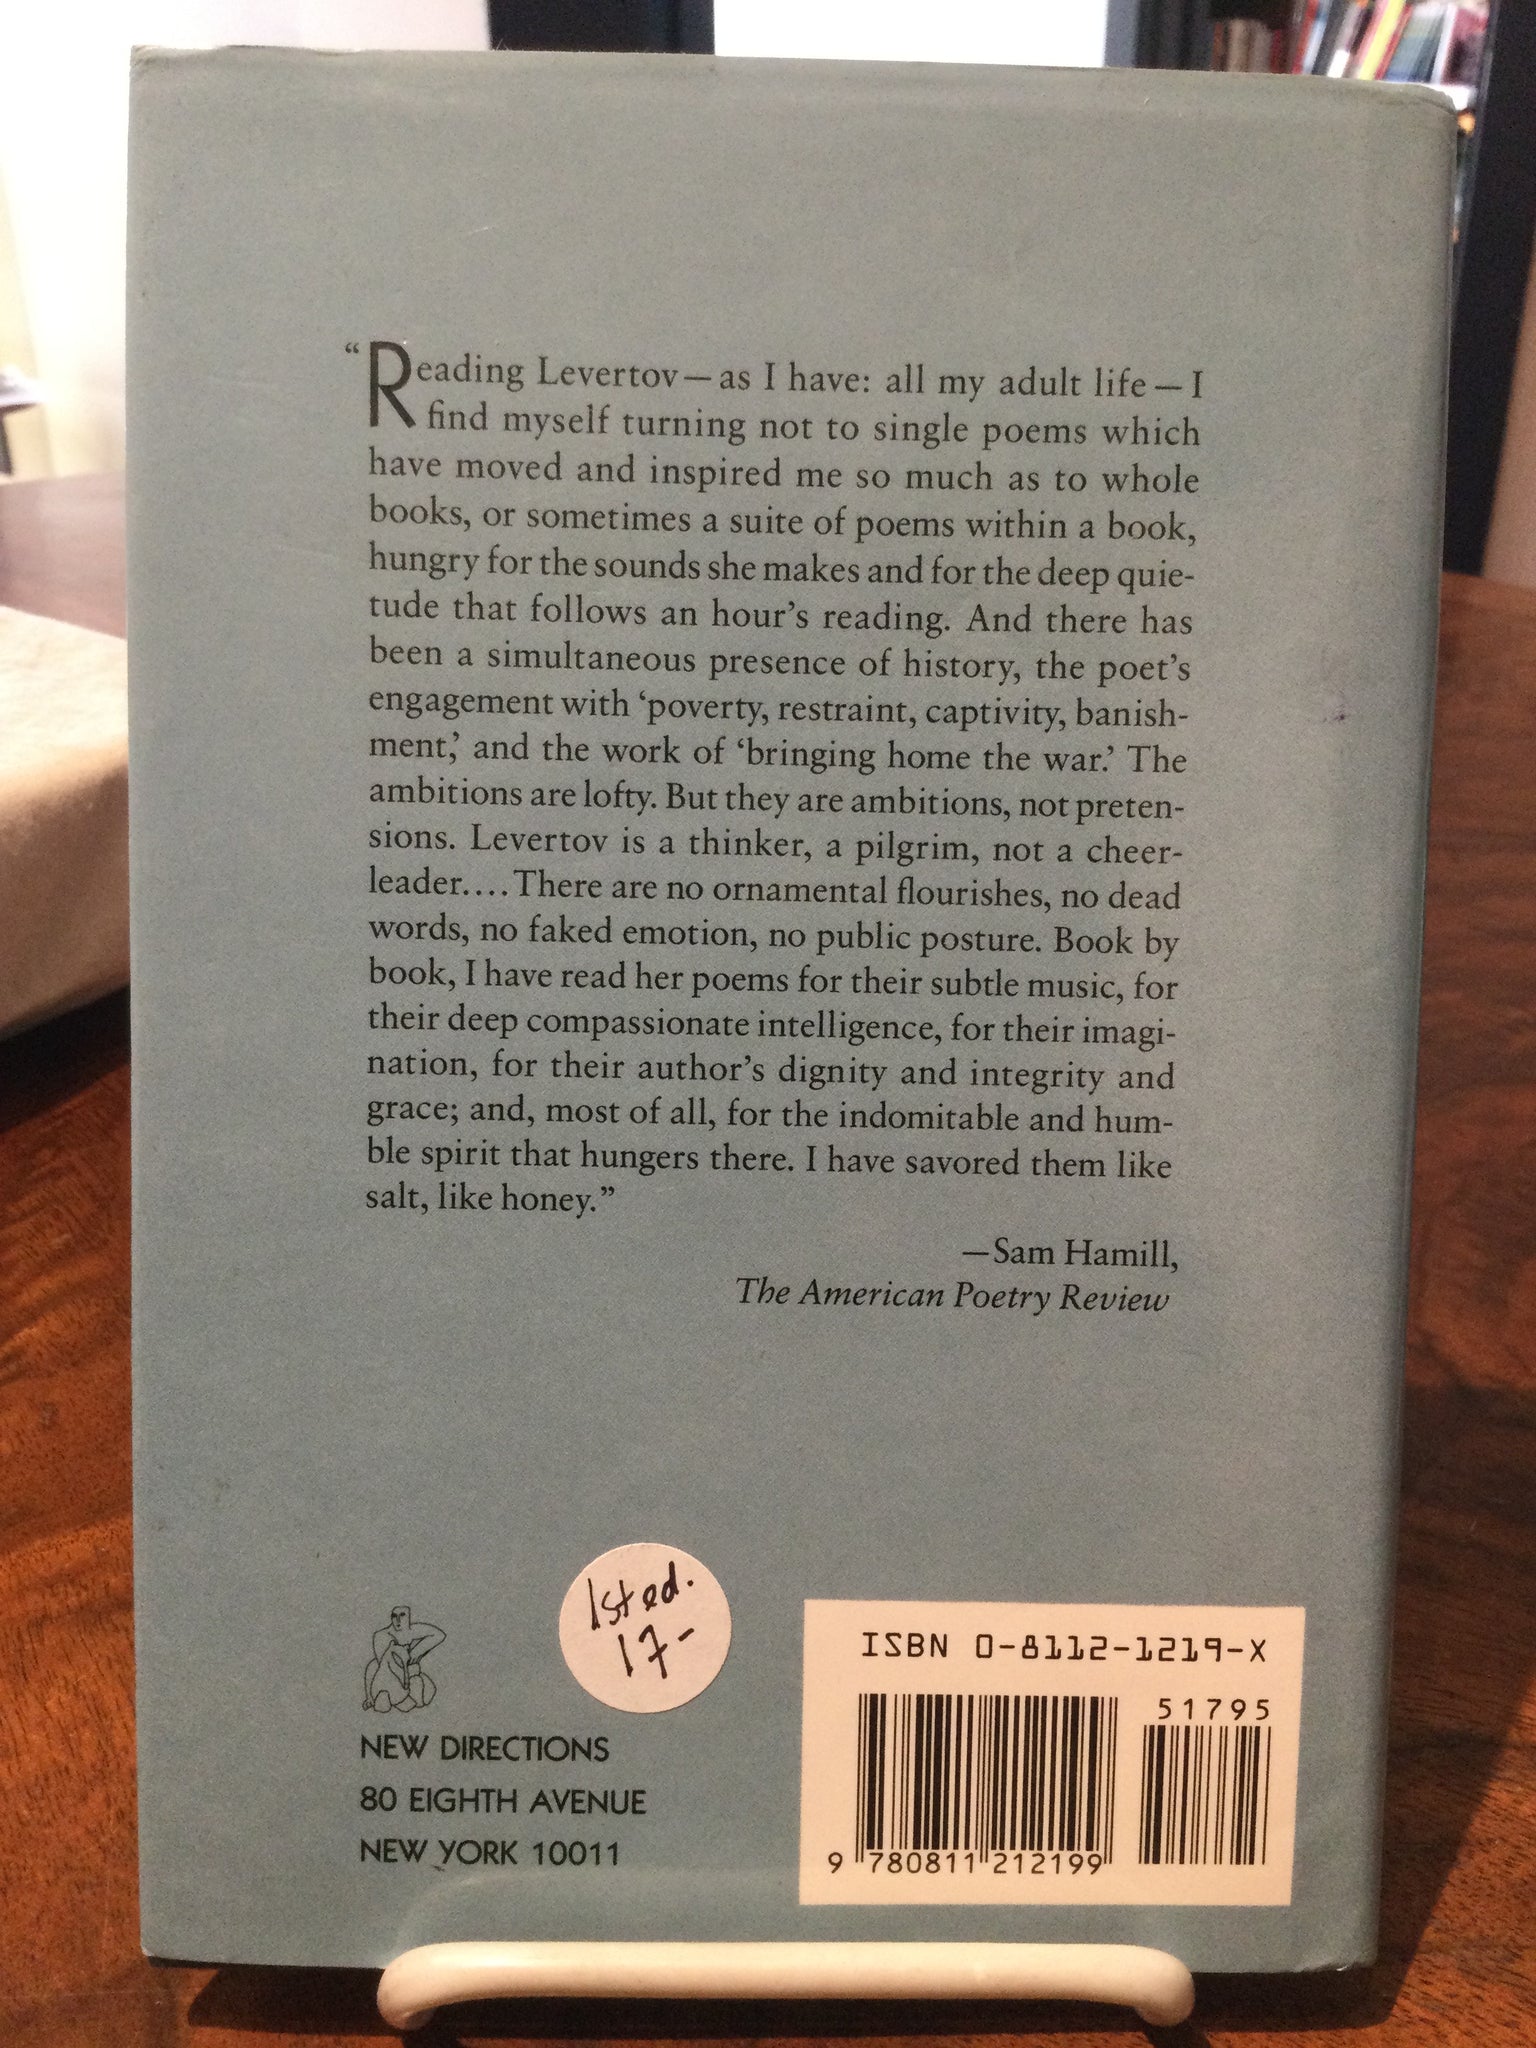 “Reading Levertov—as I have: all my adult life—I
find myself turning not to single poems which
have moved and inspired me so much as to whole
books, or sometimes a suite of poems within a book,
hungry for the sounds she makes and for the deep quie-
tude that follows an hour’s reading. And there has
been a simultaneous presence of history, the poet’s
engagement with ‘poverty, restraint, captivity, banish-
ment,’ and the work of ‘bringing home the war.’ The
ambitions are lofty. But they are ambitions, not preten-
sions. Levertov is a thinker, a pilgrim, not a cheer-
leader.... There are no ornamental flourishes, no dead
words, no faked emotion, no public posture. Book by
book, I have read her poems for their subtle music, for
their deep compassionate intelligence, for their imagi-
nation, for their author’s dignity and integrity and
grace; and, most of all, for the indomitable and hum-
ble spirit that hungers there. I have savored them like
salt, like honey.”
—Sam Hamill,
The American Poetry Review
1st ed.
17-
NEW DIRECTIONS
80 EIGHTH AVENUE
NEW YORK 10011
ISBN 0-8112-1219-X
51795
9 780811 212199